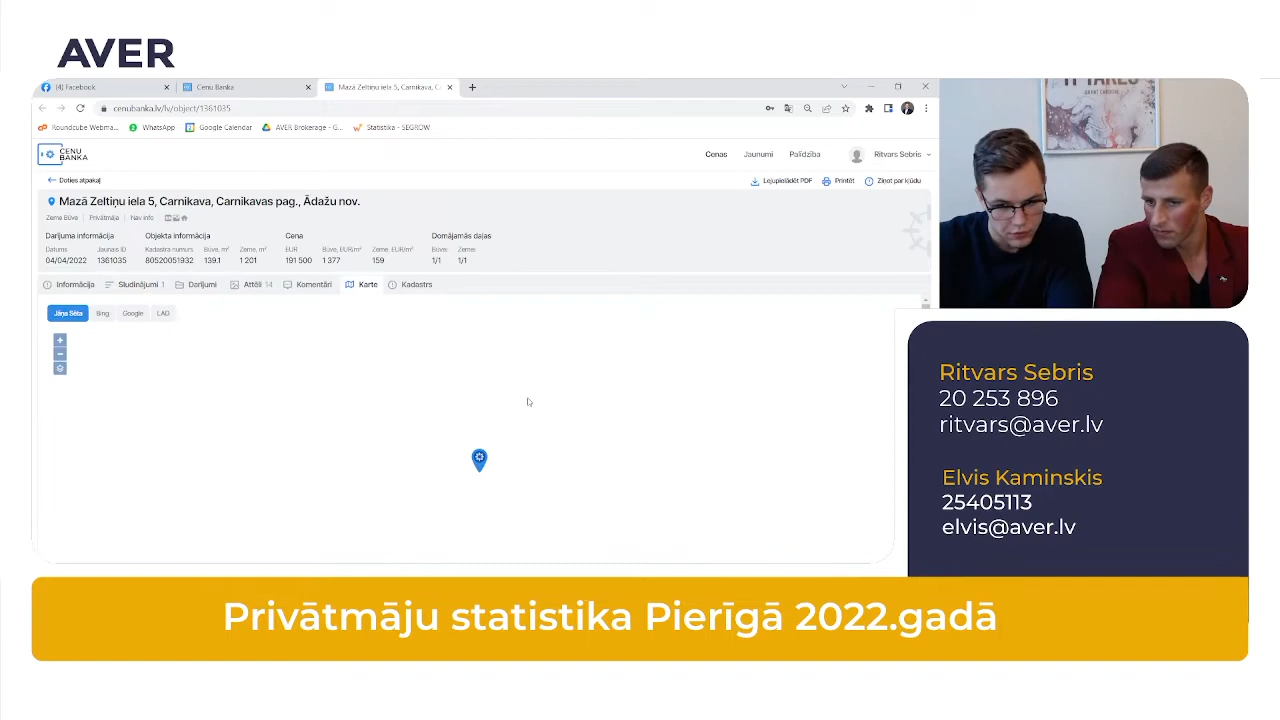 AVER
(4) Facebook
Cenu Banka
Mazā Zeltiņu iela 5, Carnikava, C
cenubanka.lv/lv/object/1361035
Roundcube Webma...
WhatsApp
Google Calendar
AVER Brokerage - G...
Statistika - SEGROW
CENU
BANKA
Cenas
Jaunumi
Palīdzība
Ritvars Sebris
Doties atpakaļ
Lejupielādēt PDF
Printēt
Ziņot par kļūdu
Mazā Zeltiņu iela 5, Carnikava, Carnikavas pag., Ādažu nov.
Zeme Būve
Privātmāja
Nav info
Darījuma informācija
Objekta informācija
Cena
Domājamās daļas
Datums
Jaunais ID
Kadastra numurs
Būve, m²
Zeme, m²
EUR
Būve, EUR/m²
Zeme, EUR/m²
Būve:
Zeme:
04/04/2022
1361035
80520051932
139.1
1 201
191 500
1 377
159
1/1
1/1
Informācija
Sludinājumi 1
Darījumi
Attēli 14
Komentāri
Karte
Kadastrs
Jāņa Sēta
Bing
Google
LAD
Ritvars Sebris
20 253 896
ritvars@aver.lv
Elvis Kaminskis
25405113
elvis@aver.lv
Privātmāju statistika Pierīgā 2022.gadā